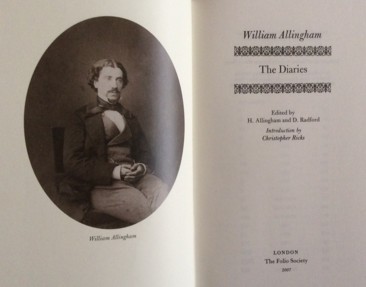 William Allingham
William Allingham
The Diaries
Edited by
H. Allingham and D. Radford
Introduction by
Christopher Ricks
LONDON
The Folio Society
2007